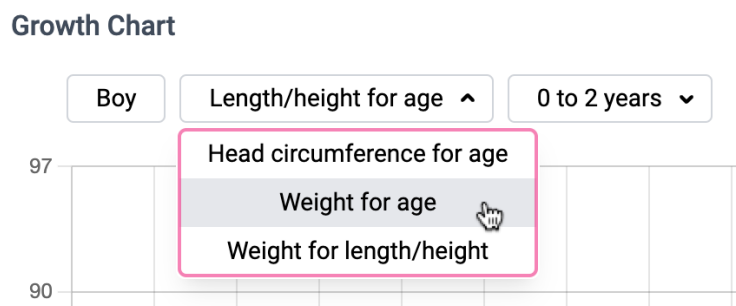 Growth Chart
Boy
Length/height for age
0 to 2 years
Head circumference for age
97
Weight for age
Weight for length/height
90